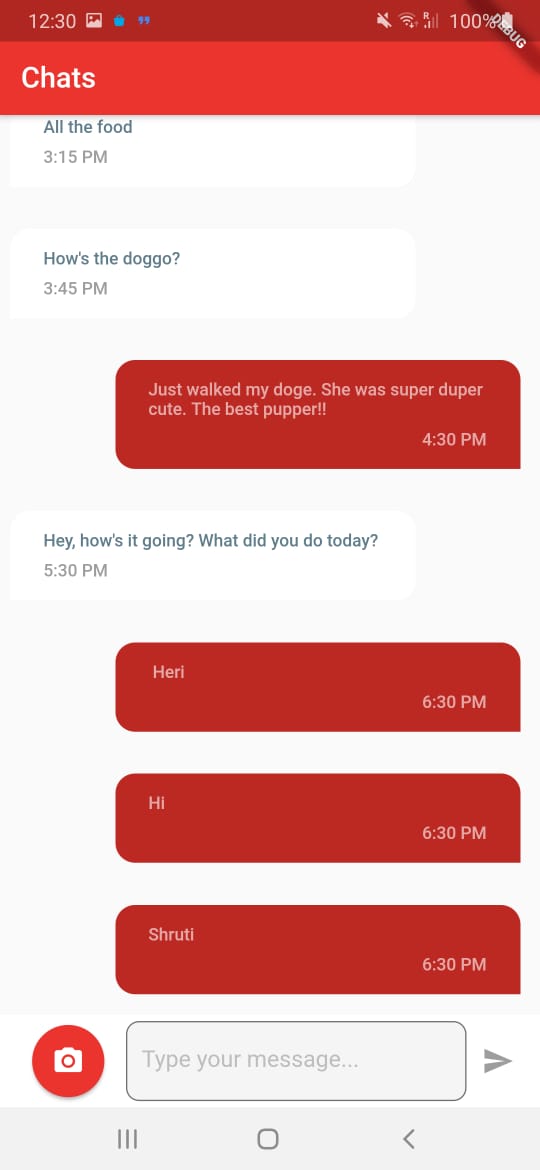 12:30
R
100%
DEBUG
Chats
All the food
3:15 PM
How's the doggo?
3:45 PM
Just walked my doge. She was super duper
cute. The best pupper!!
4:30 PM
Hey, how's it going? What did you do today?
5:30 PM
Heri
6:30 PM
Hi
6:30 PM
Shruti
6:30 PM
Type your message...